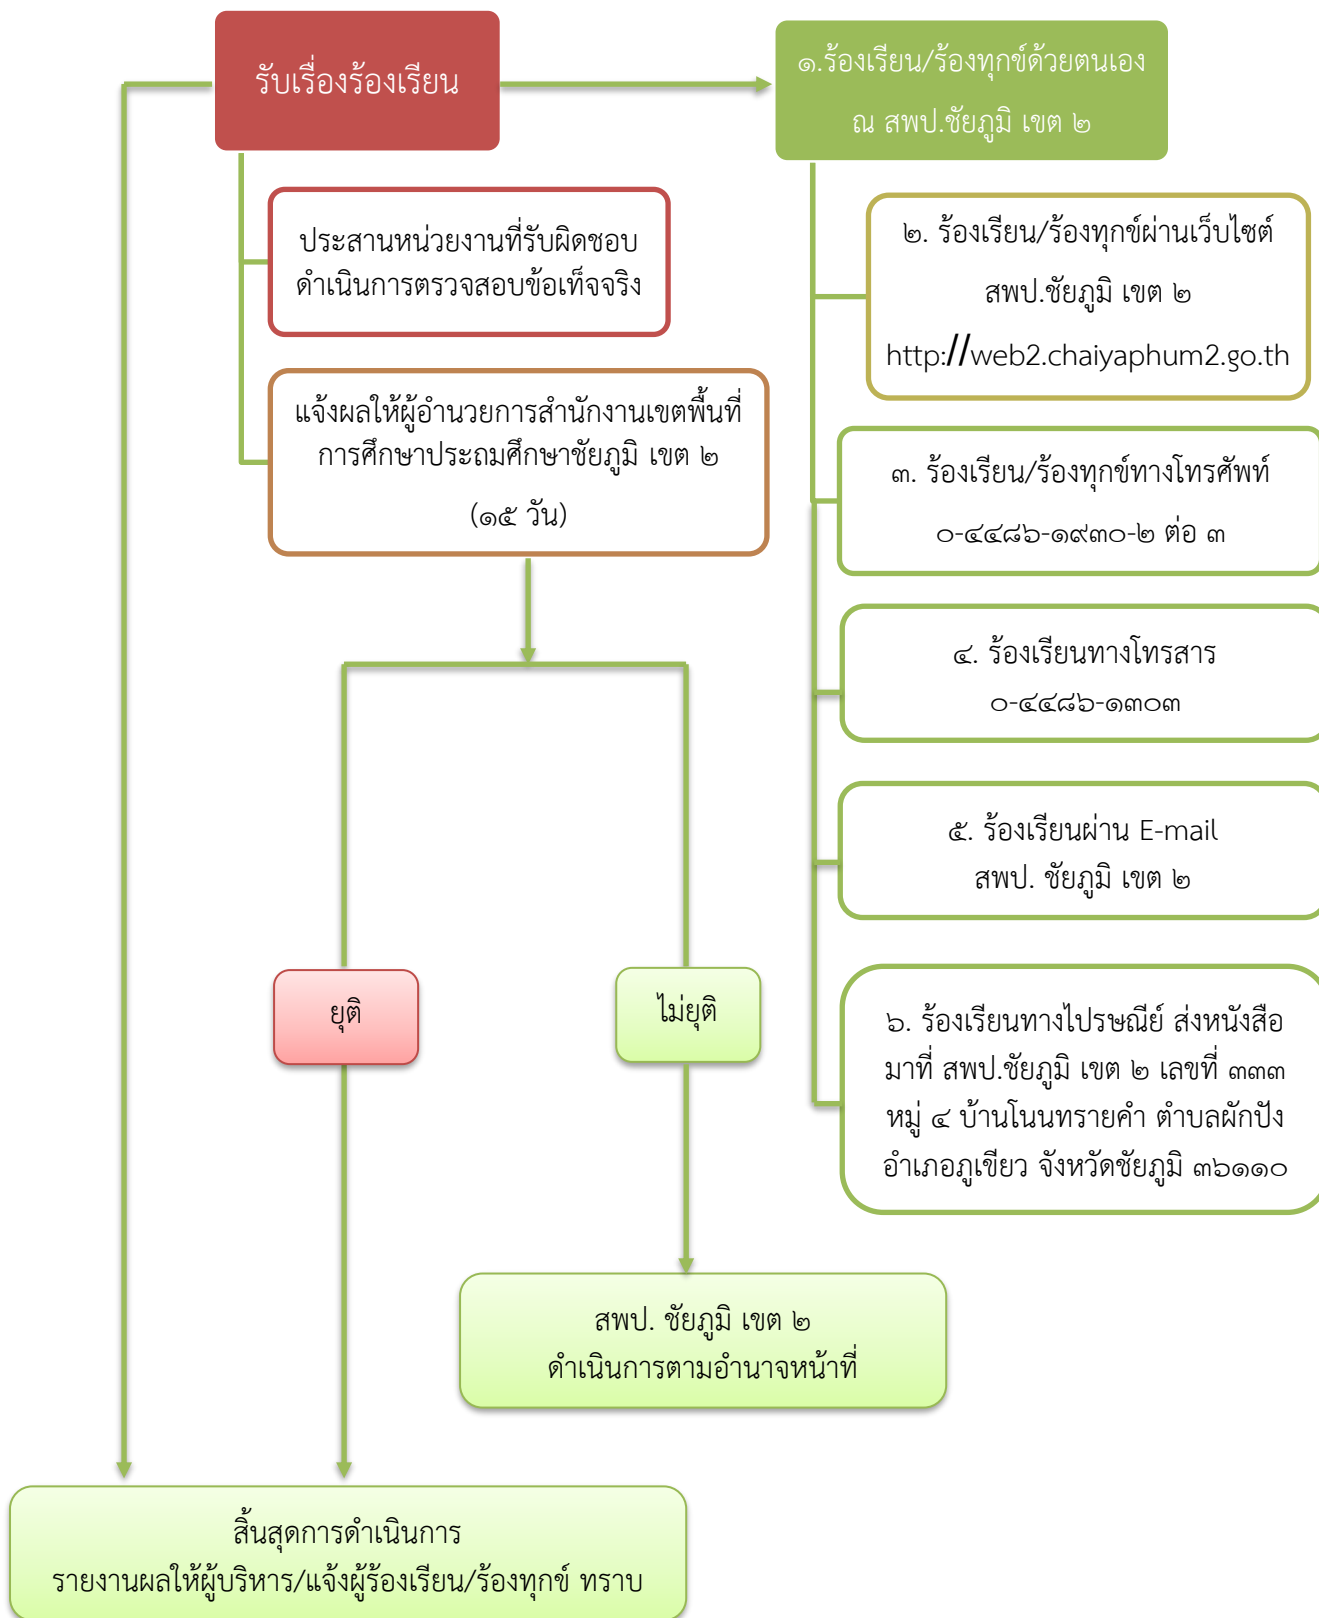 รับเรื่องร้องเรียน
๑.ร้องเรียน/ร้องทุกข์ด้วยตนเอง
ณ สพป.ชัยภูมิ เขต ๒
ประสานหน่วยงานที่รับผิดชอบ
ดำเนินการตรวจสอบข้อเท็จจริง
แจ้งผลให้ผู้อำนวยการสำนักงานเขตพื้นที่
การศึกษาประถมศึกษาชัยภูมิ เขต ๒
(๑๕ วัน)
๒. ร้องเรียน/ร้องทุกข์ผ่านเว็บไซต์
สพป.ชัยภูมิ เขต ๒
http://web2.chaiyaphum2.go.th
๓. ร้องเรียน/ร้องทุกข์ทางโทรศัพท์
๐-๔๔๘๖-๑๙๓๐-๒ ต่อ ๓
๔. ร้องเรียนทางโทรสาร
๐-๔๔๘๖-๑๓๐๓
๕. ร้องเรียนผ่าน E-mail
สพป. ชัยภูมิ เขต ๒
๖. ร้องเรียนทางไปรษณีย์ ส่งหนังสือ
มาที่ สพป.ชัยภูมิ เขต ๒ เลขที่ ๓๓๓
หมู่ ๔ บ้านโนนทรายคำ ตำบลผักปัง
อำเภอภูเขียว จังหวัดชัยภูมิ ๓๖๑๑๐
ยุติ
ไม่ยุติ
สพป. ชัยภูมิ เขต ๒
ดำเนินการตามอำนาจหน้าที่
สิ้นสุดการดำเนินการ
รายงานผลให้ผู้บริหาร/แจ้งผู้ร้องเรียน/ร้องทุกข์ ทราบ